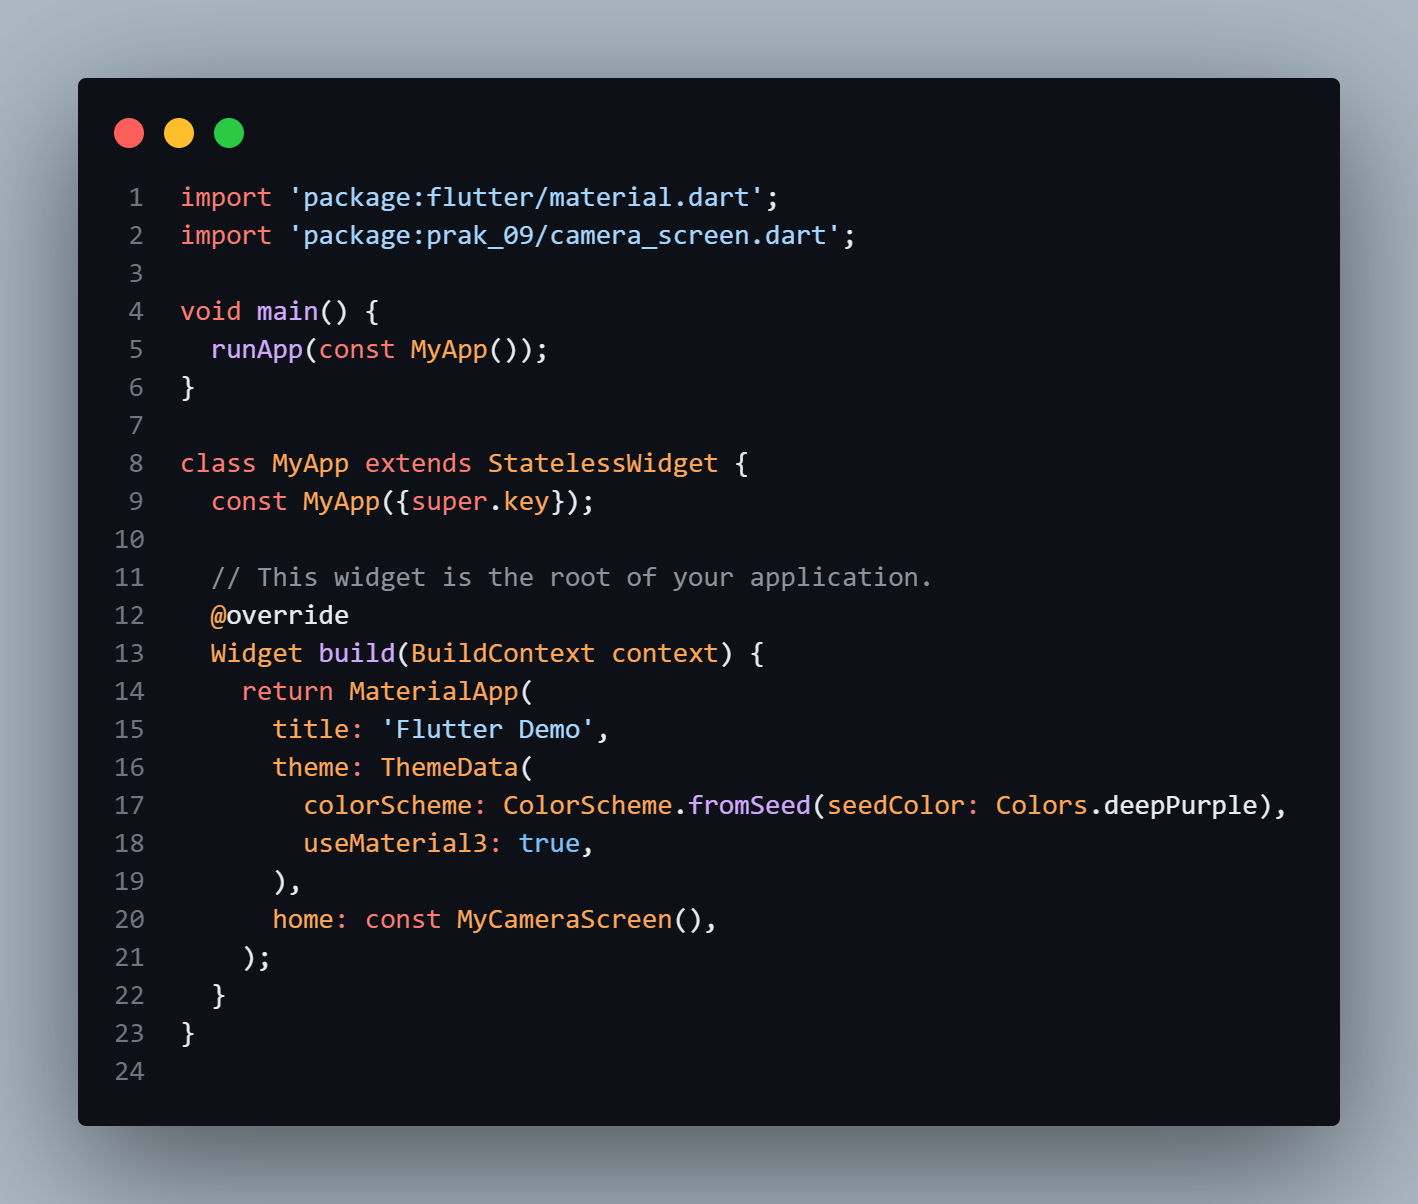 1 import 'package:flutter/material.dart';
2 import 'package:prak_09/camera_screen.dart';
3
4 void main() {
5   runApp(const MyApp());
6 }
7
8 class MyApp extends StatelessWidget {
9   const MyApp({super.key});
10
11   // This widget is the root of your application.
12   @override
13   Widget build(BuildContext context) {
14     return MaterialApp(
15       title: 'Flutter Demo',
16       theme: ThemeData(
17         colorScheme: ColorScheme.fromSeed(seedColor: Colors.deepPurple),
18         useMaterial3: true,
19       ),
20       home: const MyCameraScreen(),
21     );
22   }
23 }
24